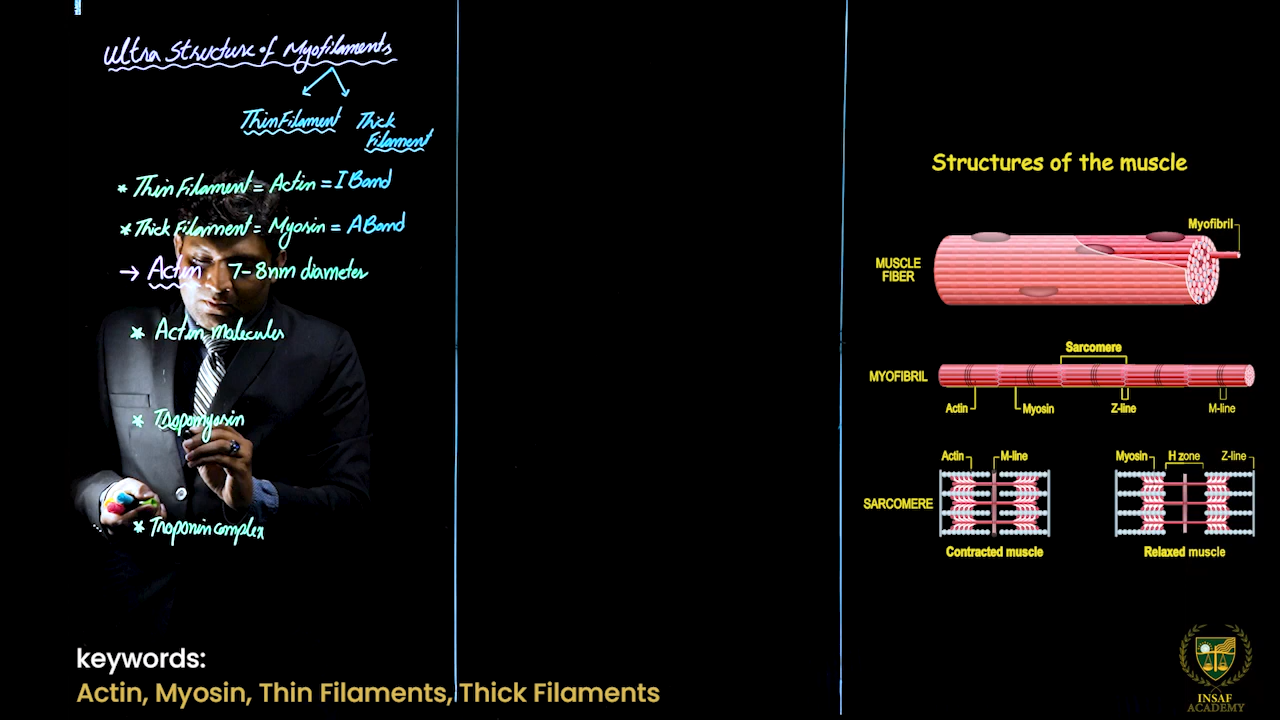 Ultra Structure of Myofilaments
Thin Filament
Thick
Filament
* Thin Filament = Actin = I Band
* Thick Filament = Myosin = A Band
→ Actin 7-8nm diameter
* Actin molecules
* Tropomyosin
* Troponin complex
keywords:
Actin, Myosin, Thin Filaments, Thick Filaments
Structures of the muscle
Myofibril
MUSCLE
FIBER
Sarcomere
MYOFIBRIL
Actin
Myosin
Z-line
M-line
Actin
M-line
Myosin
H zone
Z-line
SARCOMERE
Contracted muscle
Relaxed muscle
INSAF
ACADEMY